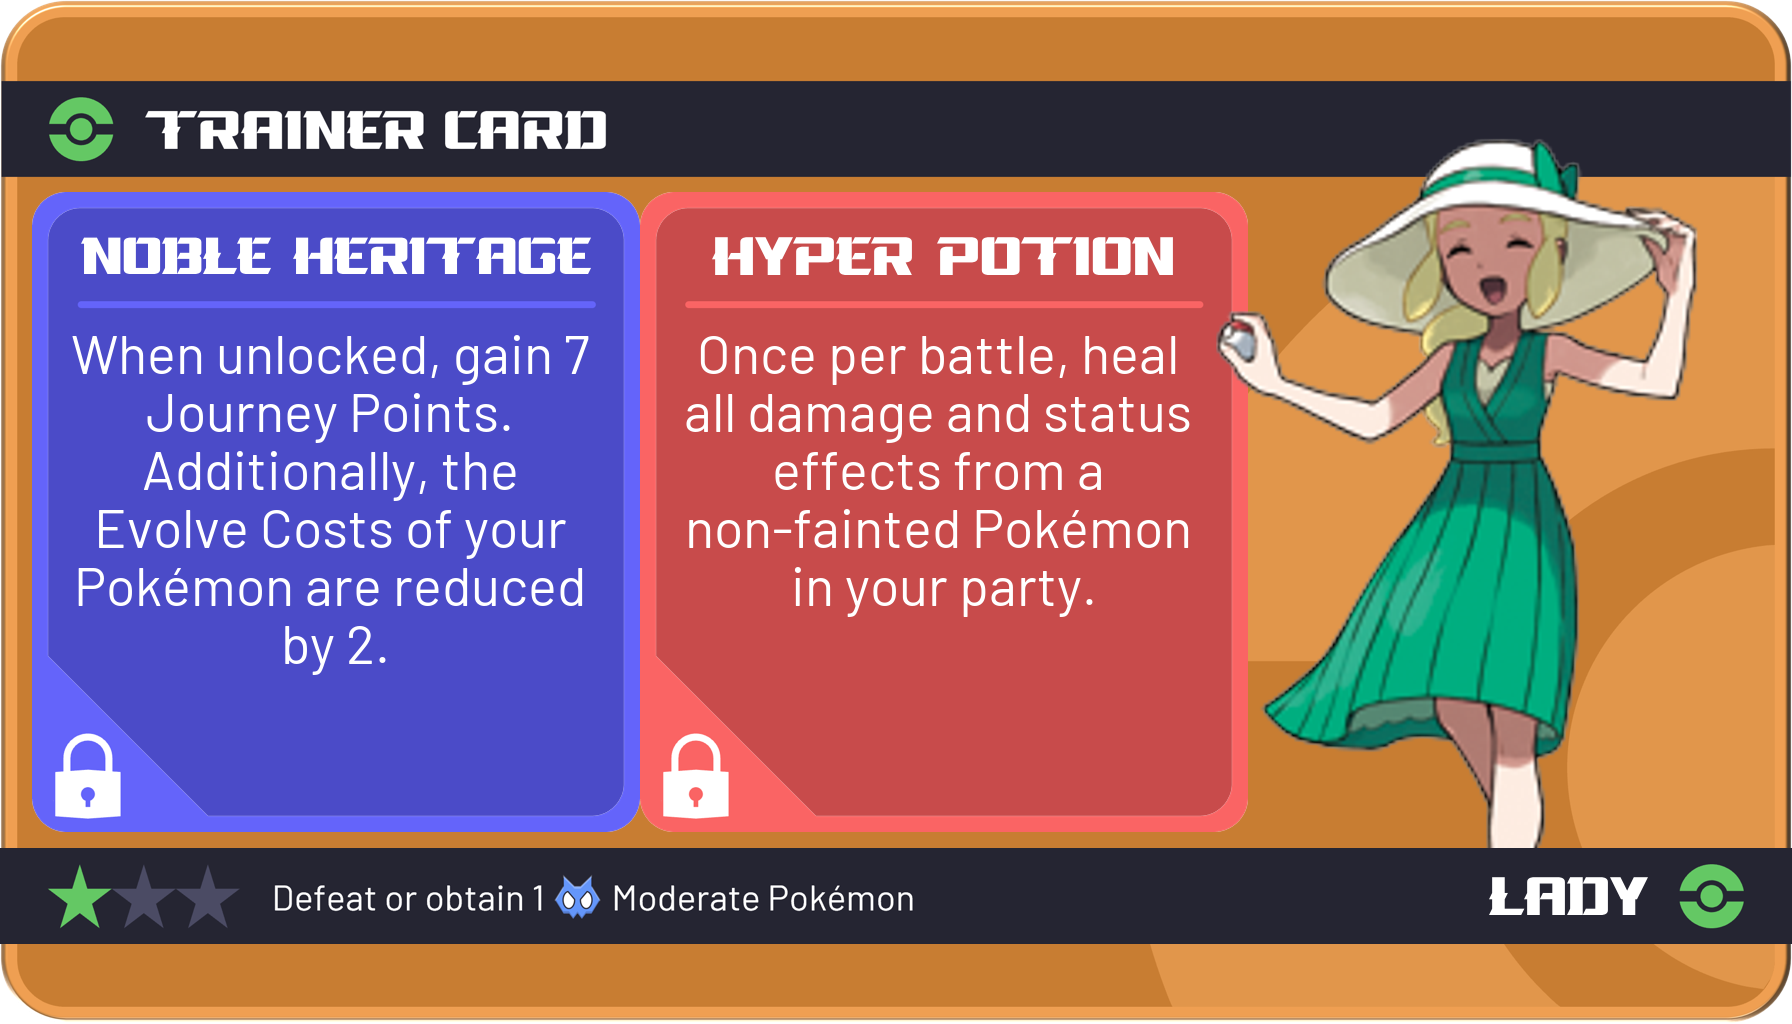 TRAINER CARD
NOBLE HERITAGE
When unlocked, gain 7
Journey Points.
Additionally, the
Evolve Costs of your
Pokémon are reduced
by 2.
HYPER POTION
Once per battle, heal
all damage and status
effects from a
non-fainted Pokémon
in your party.
Defeat or obtain 1 Moderate Pokémon
LADY